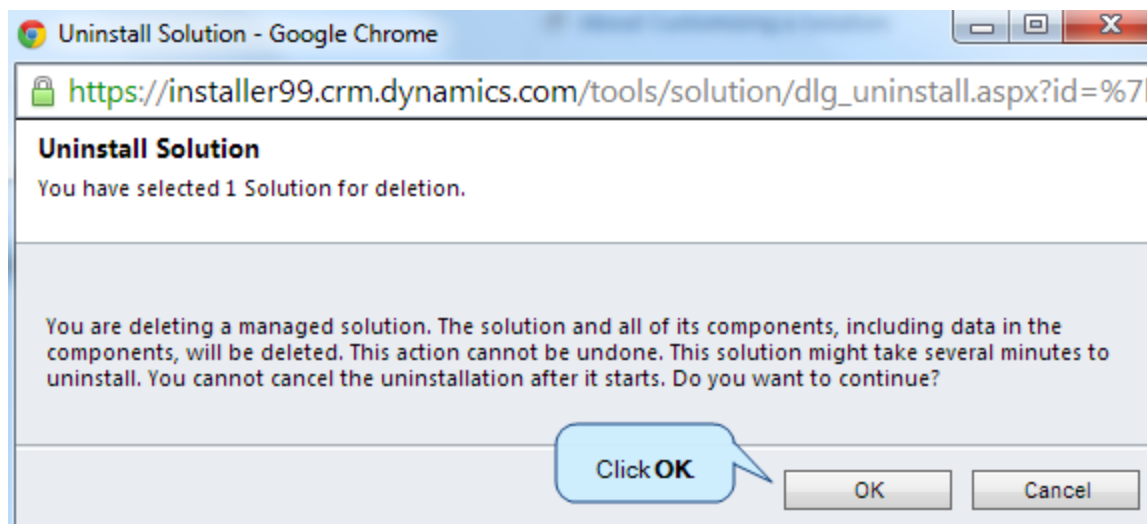 Uninstall Solution - Google Chrome
https://installer99.crm.dynamics.com/tools/solution/dlg_uninstall.aspx?id=%7
Uninstall Solution
You have selected 1 Solution for deletion.
You are deleting a managed solution. The solution and all of its components, including data in the
components, will be deleted. This action cannot be undone. This solution might take several minutes to
uninstall. You cannot cancel the uninstallation after it starts. Do you want to continue?
Click OK
OK
Cancel